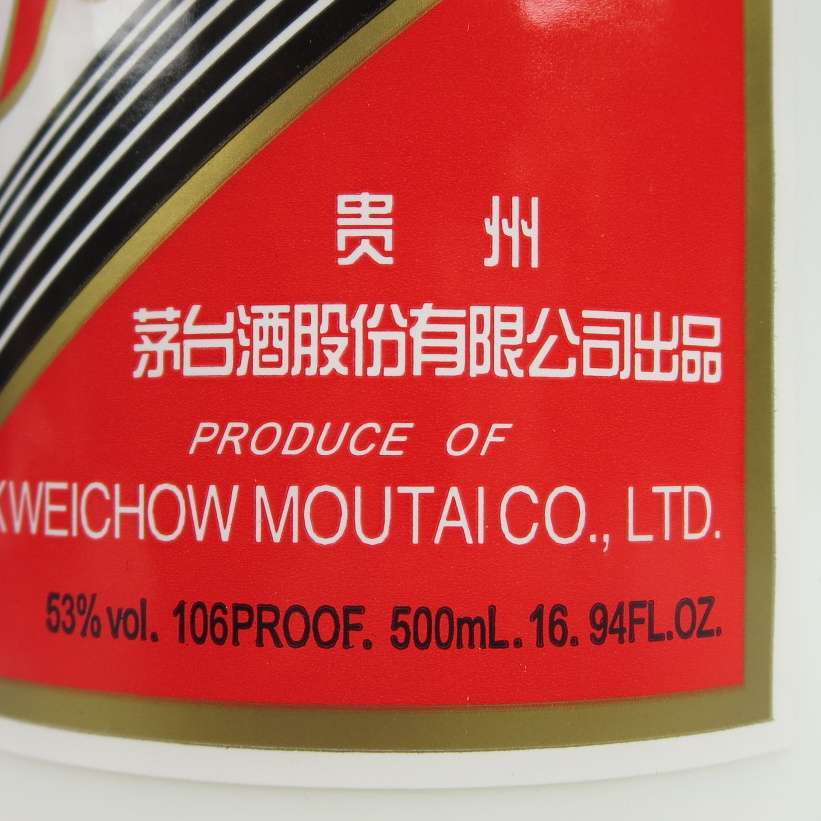 贵州
茅台酒股份有限公司出品
PRODUCE OF
KWEICHOW MOUTAI CO., LTD.
53% vol. 106PROOF. 500mL. 16. 94FL.OZ.